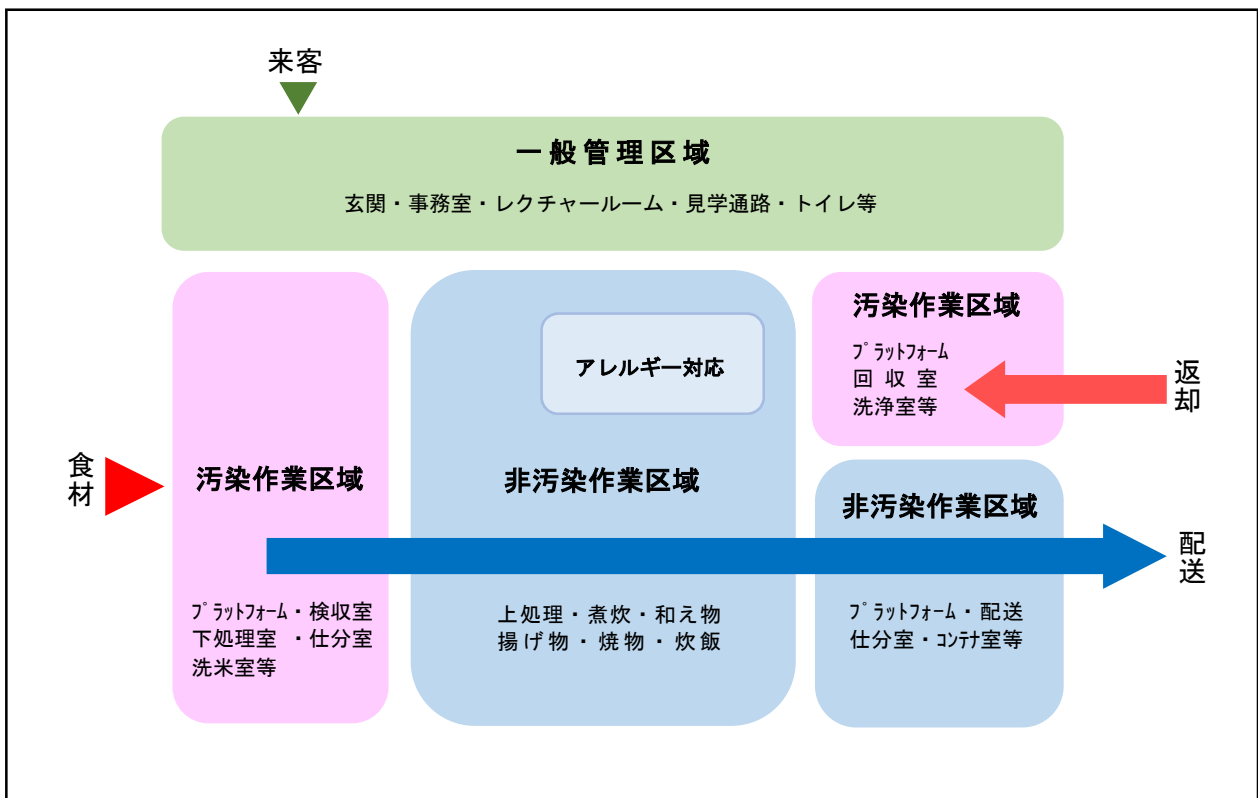 来客
一般管理区域
玄関・事務室・レクチャールーム・見学通路・トイレ等
食材
汚染作業区域
ﾌﾟﾗｯﾄﾌｫｰﾑ・検収室
下処理室 ・仕分室
洗米室等
アレルギー対応
非汚染作業区域
上処理・煮炊・和え物
揚げ物・焼物・炊飯
汚染作業区域
ﾌﾟﾗｯﾄﾌｫｰﾑ
回 収 室
洗浄室等
返却
非汚染作業区域
ﾌﾟﾗｯﾄﾌｫｰﾑ・配送
仕分室・ｺﾝﾃﾅ室等
配送